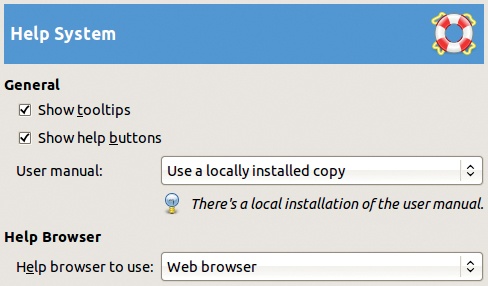 Help System
General
Show tooltips
Show help buttons
User manual: Use a locally installed copy
There's a local installation of the user manual.
Help Browser
Help browser to use: Web browser